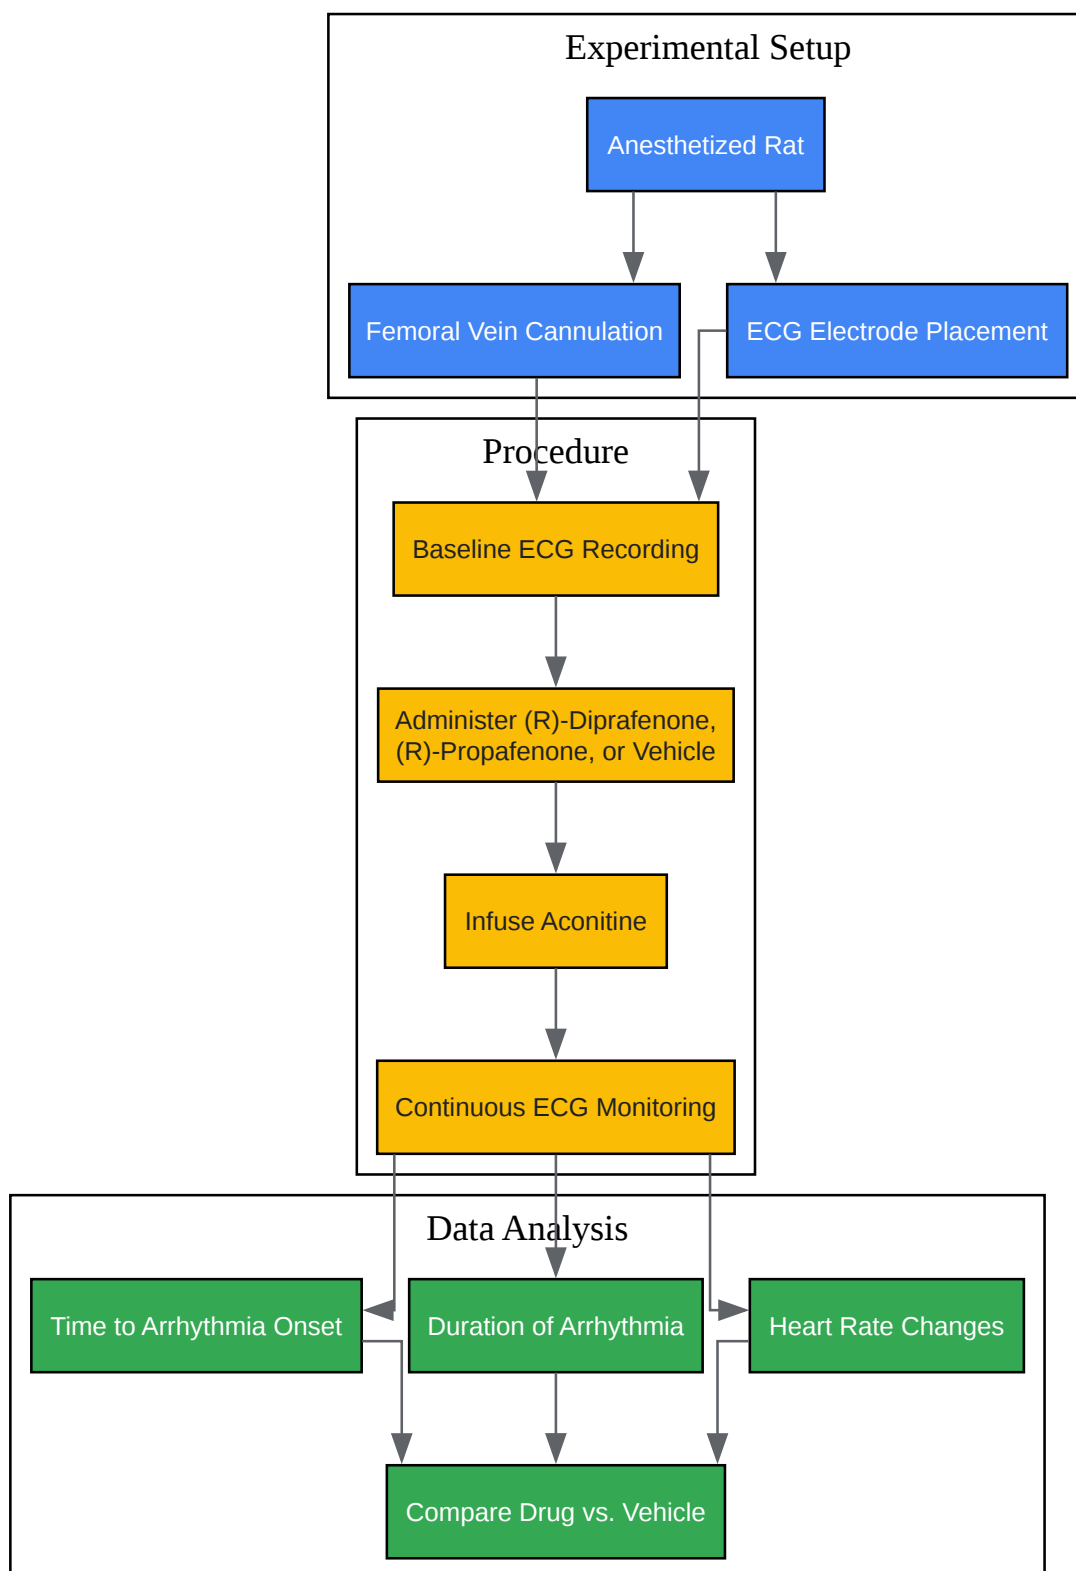 Experimental Setup
Anesthetized Rat
Femoral Vein Cannulation
ECG Electrode Placement
Procedure
Baseline ECG Recording
Administer (R)-Diprafenone,
(R)-Propafenone, or Vehicle
Infuse Aconitine
Continuous ECG Monitoring
Data Analysis
Time to Arrhythmia Onset
Duration of Arrhythmia
Heart Rate Changes
Compare Drug vs. Vehicle